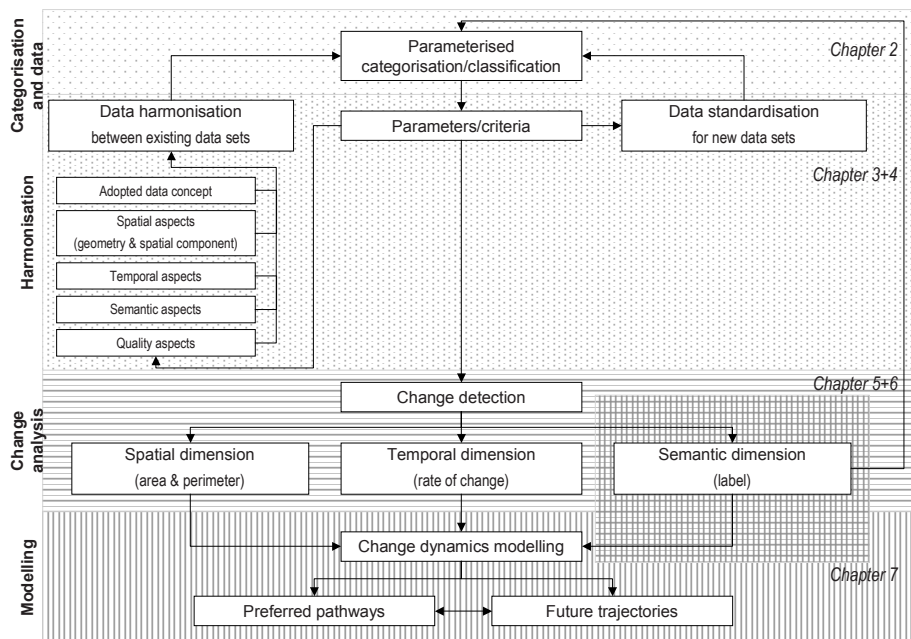 Categorisation
and data
Parameterised
categorisation/classification
Chapter 2
Data harmonisation
between existing data sets
Parameters/criteria
Data standardisation
for new data sets
Chapter 3+4
Harmonisation
Adopted data concept
Spatial aspects
(geometry & spatial component)
Temporal aspects
Semantic aspects
Quality aspects
Chapter 5+6
Change
analysis
Change detection
Spatial dimension
(area & perimeter)
Temporal dimension
(rate of change)
Semantic dimension
(label)
Modelling
Change dynamics modelling
Chapter 7
Preferred pathways
Future trajectories